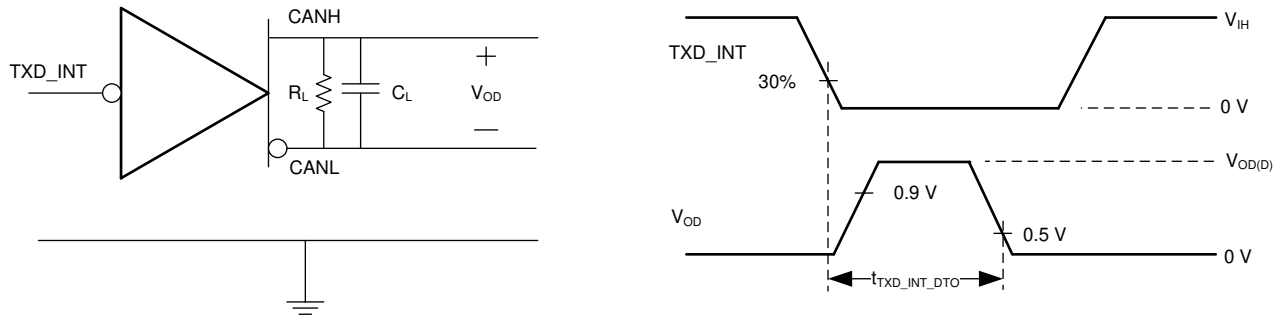 CANH
TXD_INT
R_L
C_L
+
V_OD
—
CANL
V_IH
TXD_INT
30%
0 V
V_OD(D)
0.9 V
V_OD
0.5 V
0 V
t_TXD_INT_DTO